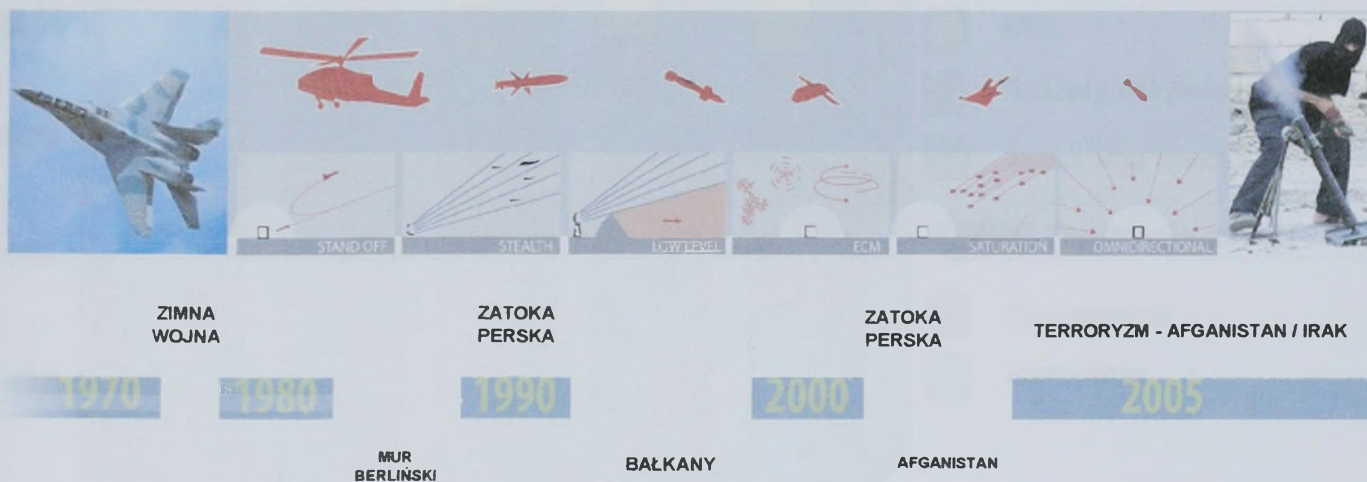 STAND OFF
STEALTH
LOW LEVEL
ECM
SATURATION
OMNIDIRECTIONAL
ZIMNA
WOJNA
ZATOKA
PERSKA
ZATOKA
PERSKA
TERRORYZM - AFGANISTAN / IRAK
1970
1980
1990
2000
2005
MUR
BERLIŃSKI
BAŁKANY
AFGANISTAN